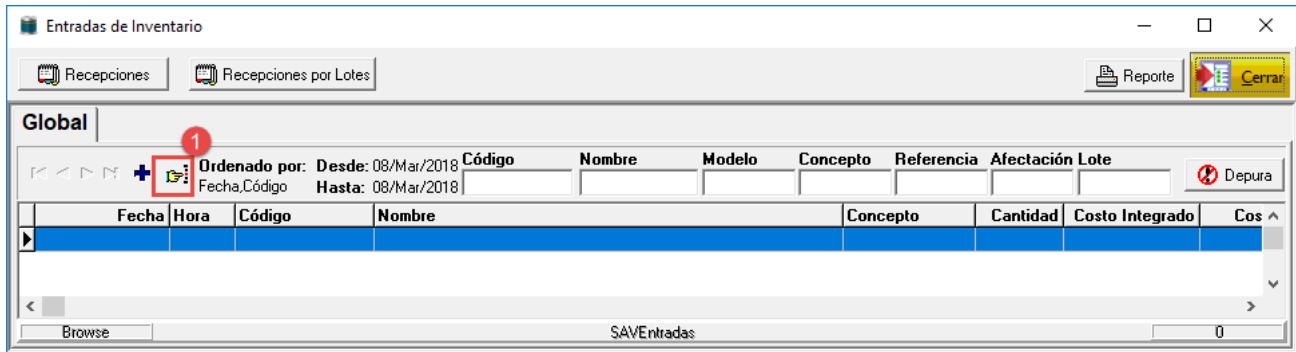 Entradas de Inventario
Recepciones Recepciones por Lotes Reporte Cerrar
Global
1
Ordenado por: Desde: 08/Mar/2018 Código Nombre Modelo Concepto Referencia Afectación Lote
Fecha,Código Hasta: 08/Mar/2018 Depura
Fecha Hora Código Nombre Concepto Cantidad Costo Integrado Cos
Browse SAVEntradas 0